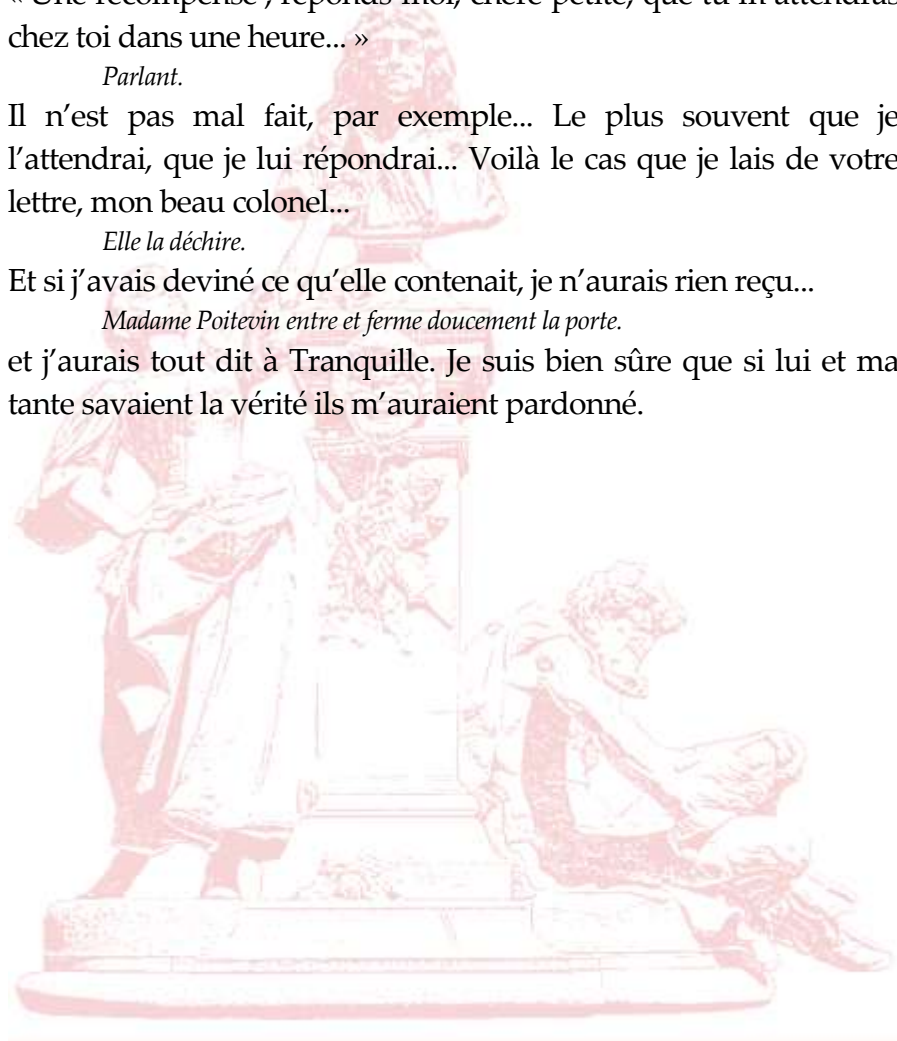 « Une récompense ; réponds-moi, chère petite, que tu m'attendras
chez toi dans une heure... »
Parlant.
Il n'est pas mal fait, par exemple... Le plus souvent que je
l'attendrai, que je lui répondrai... Voilà le cas que je lais de votre
lettre, mon beau colonel...
Elle la déchire.
Et si j'avais deviné ce qu'elle contenait, je n'aurais rien reçu...
Madame Poitevin entre et ferme doucement la porte.
et j'aurais tout dit à Tranquille. Je suis bien sûre que si lui et ma
tante savaient la vérité ils m'auraient pardonné.